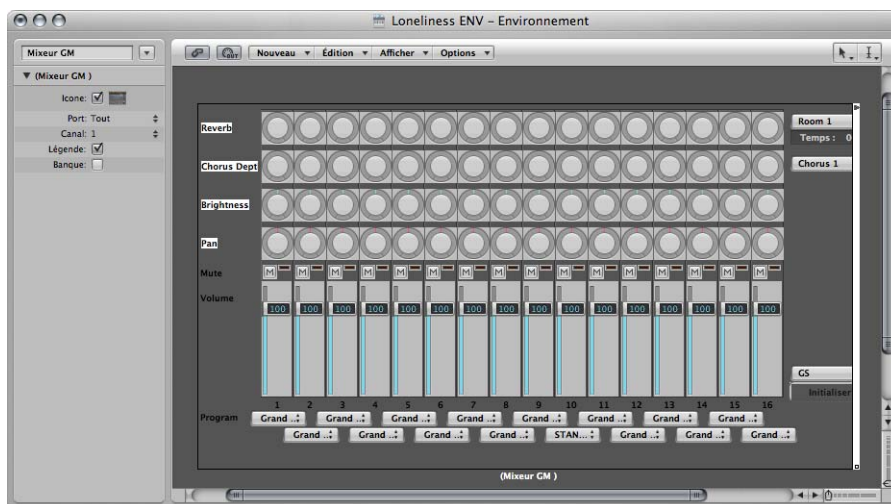 Loneliness ENV – Environnement
Mixeur GM
(Mixeur GM )
Icone:
Port: Tout
Canal: 1
Légende:
Banque:
OUT
Nouveau Édition Afficher Options
Reverb
Room 1
Temps : 0
Chorus Dept
Chorus 1
Brightness
Pan
Mute M M M M M M M M M M M M M M M M
Volume
100 100 100 100 100 100 100 100 100 100 100 100 100 100 100 100
GS
Initialiser
1 2 3 4 5 6 7 8 9 10 11 12 13 14 15 16
Program Grand .. Grand .. Grand .. Grand .. Grand .. Grand .. Grand .. Grand ..
Grand .. Grand .. Grand .. Grand .. STAN... Grand .. Grand .. Grand ..
(Mixeur GM )